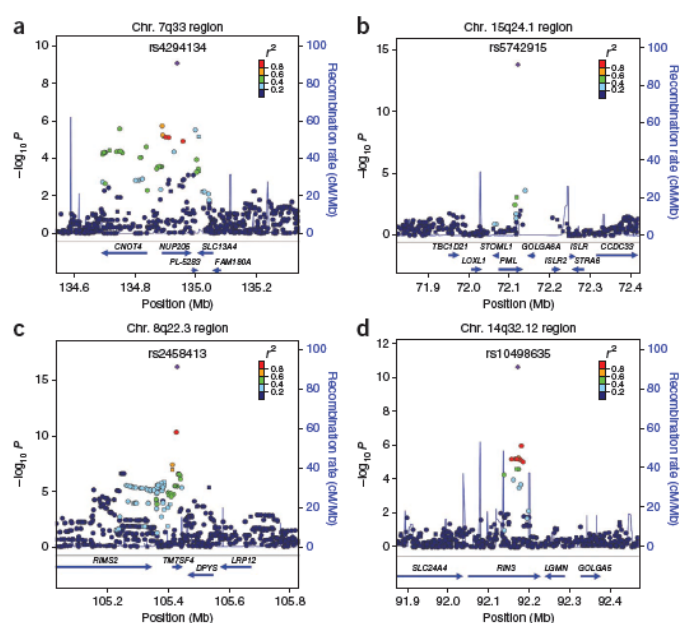 a
Chr. 7q33 region
rs4294134
r2
0.8
0.6
0.4
0.2
10
8
6
4
2
0
–log10 P
100
80
60
40
20
0
Recombination rate (cM/Mb)
CNOT4 NUP205 SLC13A4
PL-5283 FAM180A
134.6 134.8 135.0 135.2
Position (Mb)
b
Chr. 15q24.1 region
rs5742915
r2
0.8
0.6
0.4
0.2
15
10
5
0
–log10 P
100
80
60
40
20
0
Recombination rate (cM/Mb)
TBC1D21 STOML1 GOLGA6A ISLR CCDC33
LOXL1 PML ISLR2 STRA6
71.9 72.0 72.1 72.2 72.3 72.4
Position (Mb)
c
Chr. 8q22.3 region
rs2458413
r2
0.8
0.6
0.4
0.2
15
10
5
0
–log10 P
100
80
60
40
20
0
Recombination rate (cM/Mb)
RIMS2 TM7SF4 LRP12
DPYS
105.2 105.4 105.6 105.8
Position (Mb)
d
Chr. 14q32.12 region
rs10498635
r2
0.8
0.6
0.4
0.2
12
10
8
6
4
2
0
–log10 P
100
80
60
40
20
0
Recombination rate (cM/Mb)
SLC24A4 RIN3 LGMN GOLGA5
91.9 92.0 92.1 92.2 92.3 92.4
Position (Mb)